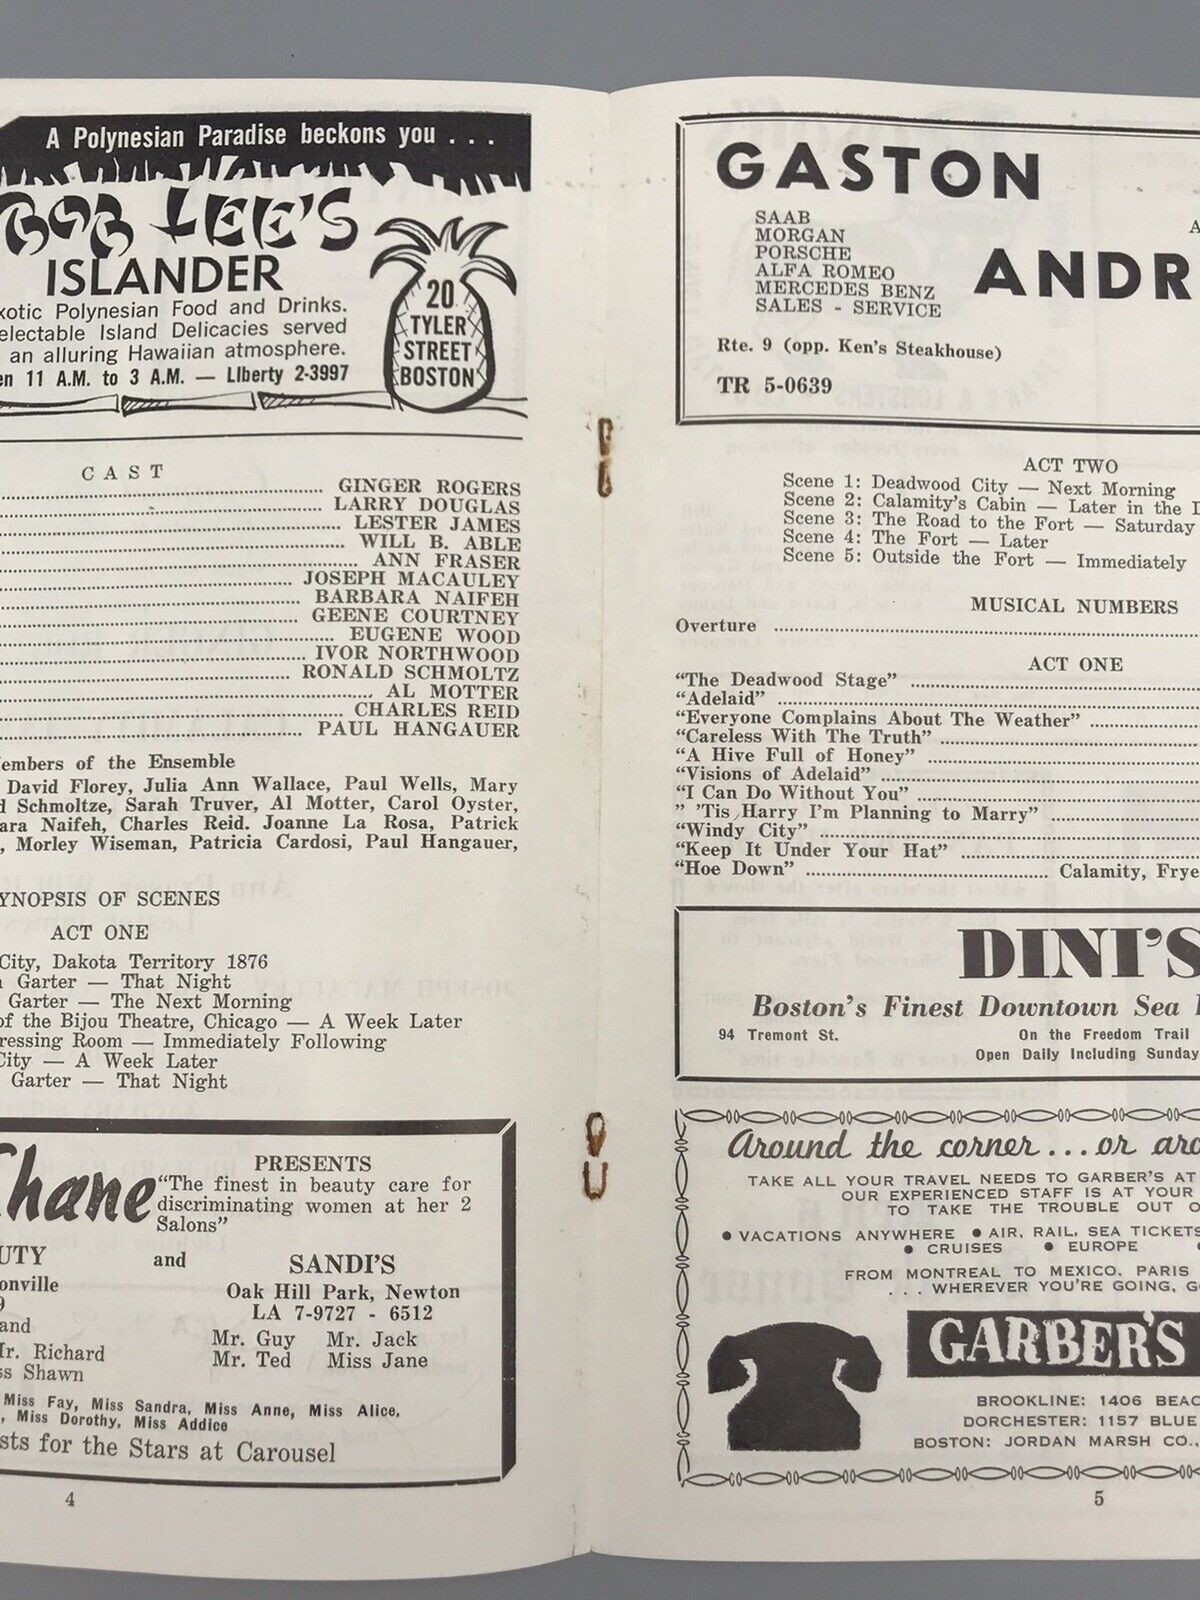 A Polynesian Paradise beckons you . . .
BOB LEE'S
ISLANDER
Polynesian Food and Drinks.
Island Delicacies served
an alluring Hawaiian atmosphere.
11 A.M. to 3 A.M. — LIberty 2-3997
20
TYLER
STREET
BOSTON
CAST
GINGER ROGERS
LARRY DOUGLAS
LESTER JAMES
WILL B. ABLE
ANN FRASER
JOSEPH MACAULEY
BARBARA NAIFEH
GEENE COURTNEY
EUGENE WOOD
IVOR NORTHWOOD
RONALD SCHMOLTZ
AL MOTTER
CHARLES REID
PAUL HANGAUER
embers of the Ensemble
David Florey, Julia Ann Wallace, Paul Wells, Mary
Schmoltze, Sarah Truver, Al Motter, Carol Oyster,
ara Naifeh, Charles Reid. Joanne La Rosa, Patrick
, Morley Wiseman, Patricia Cardosi, Paul Hangauer,
YNOPSIS OF SCENES
ACT ONE
City, Dakota Territory 1876
Garter — That Night
Garter — The Next Morning
of the Bijou Theatre, Chicago — A Week Later
ressing Room — Immediately Following
City — A Week Later
Garter — That Night
hane
PRESENTS
"The finest in beauty care for
discriminating women at her 2
Salons"
UTY
and
SANDI'S
onville
Oak Hill Park, Newton
9
LA 7-9727 - 6512
and
Mr. Guy Mr. Jack
r. Richard
Mr. Ted Miss Jane
ss Shawn
Miss Fay, Miss Sandra, Miss Anne, Miss Alice,
, Miss Dorothy, Miss Addice
sts for the Stars at Carousel
4
GASTON
SAAB
MORGAN
PORSCHE
ALFA ROMEO
MERCEDES BENZ
SALES - SERVICE
ANDR
Rte. 9 (opp. Ken's Steakhouse)
TR 5-0639
ACT TWO
Scene 1: Deadwood City — Next Morning
Scene 2: Calamity's Cabin — Later in the D
Scene 3: The Road to the Fort — Saturday
Scene 4: The Fort — Later
Scene 5: Outside the Fort — Immediately
MUSICAL NUMBERS
Overture
ACT ONE
"The Deadwood Stage"
"Adelaid"
"Everyone Complains About The Weather"
"Careless With The Truth"
"A Hive Full of Honey"
"Visions of Adelaid"
"I Can Do Without You"
" 'Tis Harry I'm Planning to Marry"
"Windy City"
"Keep It Under Your Hat"
"Hoe Down" Calamity, Frye
DINI'S
Boston's Finest Downtown Sea
94 Tremont St. On the Freedom Trail
Open Daily Including Sunday
Around the corner...or aro
TAKE ALL YOUR TRAVEL NEEDS TO GARBER'S AT
OUR EXPERIENCED STAFF IS AT YOUR
TO TAKE THE TROUBLE OUT O
• VACATIONS ANYWHERE • AIR, RAIL, SEA TICKETS
• CRUISES • EUROPE •
FROM MONTREAL TO MEXICO, PARIS
. . . WHEREVER YOU'RE GOING, G
GARBER'S
BROOKLINE: 1406 BEAC
DORCHESTER: 1157 BLUE
BOSTON: JORDAN MARSH CO.,
5